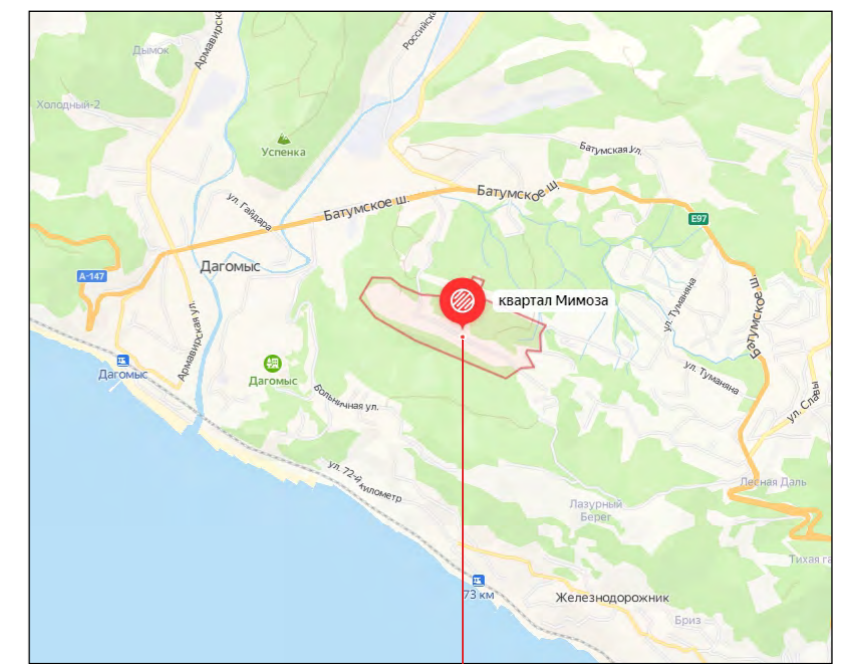 Дымок
Армавирская
Российска
Холодный-2
Успенка
Батумская ул.
ул. Гайдара
Батумское ш.
Батумское ш.
E97
Дагомыс
А-147
квартал Мимоза
ул. Туманяна
Батумское ш.
Армавирская ул.
Дагомыс
Дагомыс
Больничная ул.
ул. Туманяна
ул. Славы
ул. 72-й километр
Лесная Даль
Лазурный
Берег
Тихая га
73 км
Железнодорожник
Бриз